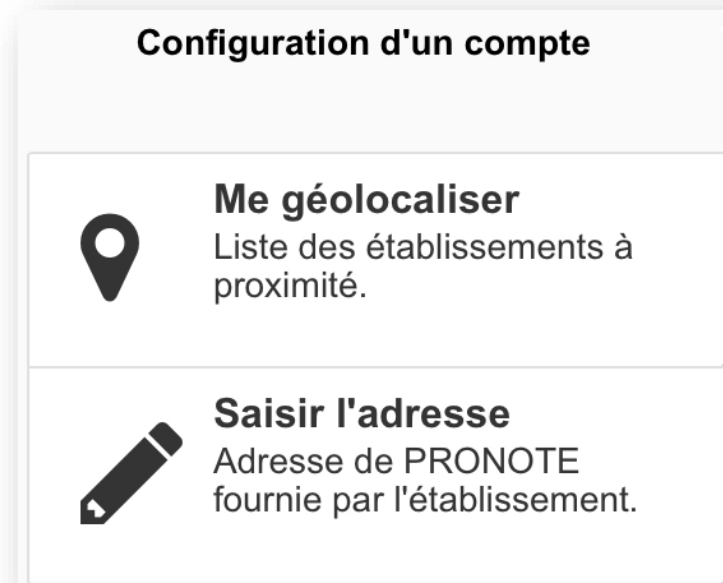 Configuration d'un compte
Me géolocaliser
Liste des établissements à
proximité.
Saisir l'adresse
Adresse de PRONOTE
fournie par l'établissement.